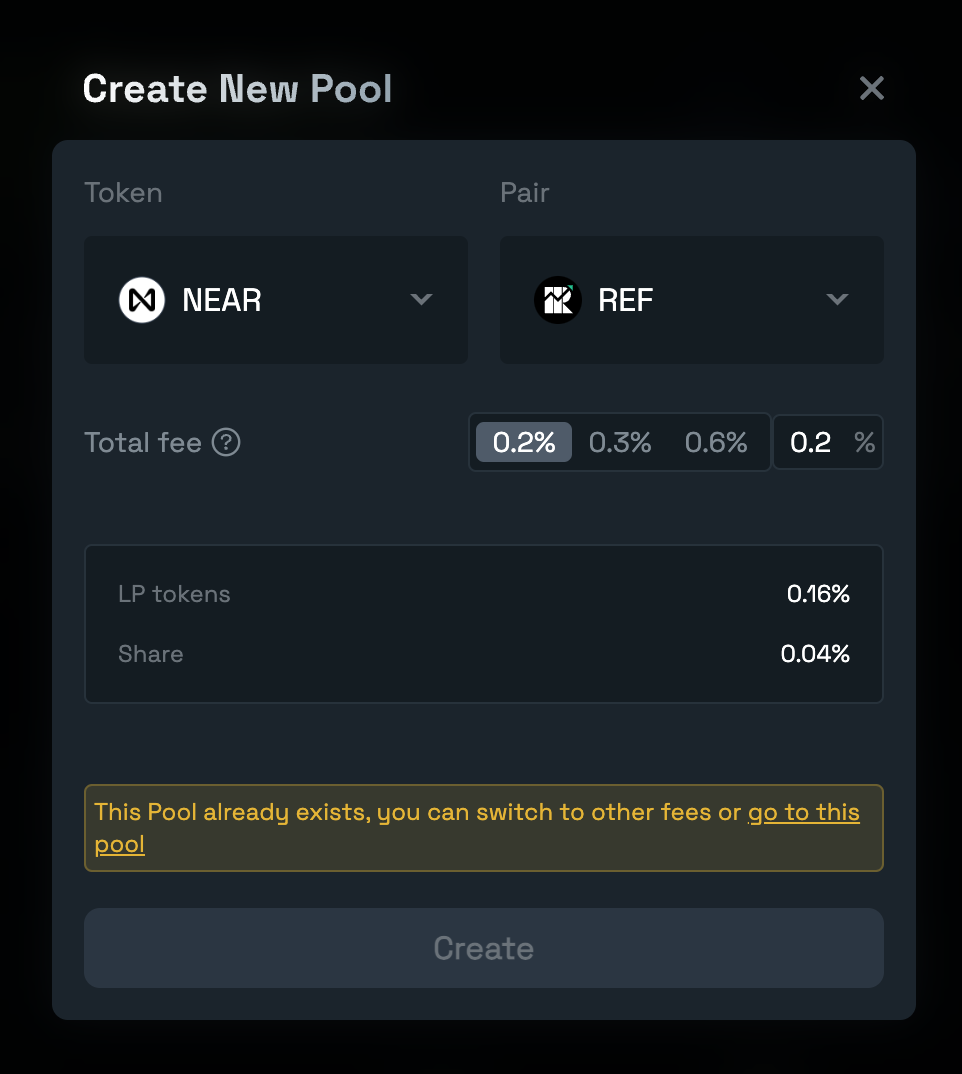 Create New Pool
Token
Pair
NEAR
REF
Total fee ?
0.2% 0.3% 0.6% 0.2 %
LP tokens 0.16%
Share 0.04%
This Pool already exists, you can switch to other fees or go to this
pool
Create